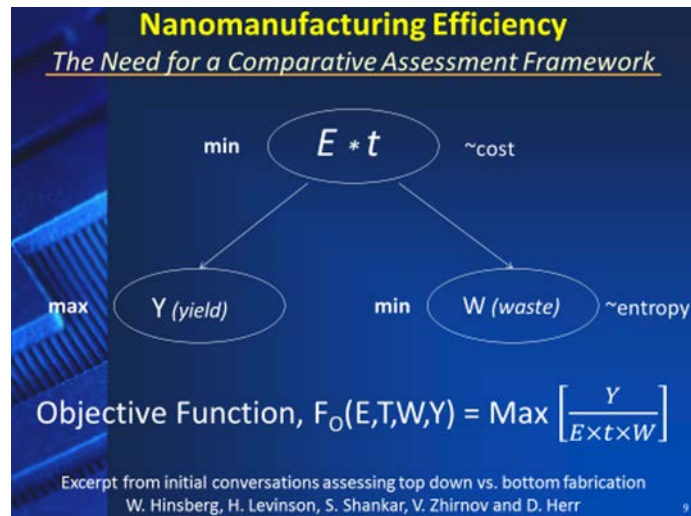 Nanomanufacturing Efficiency
The Need for a Comparative Assessment Framework
min E * t ~cost
max Y (yield) min W (waste) ~entropy
Objective Function, F_O(E,T,W,Y) = Max [Y / E×t×W]
Excerpt from initial conversations assessing top down vs. bottom fabrication
W. Hinsberg, H. Levinson, S. Shankar, V. Zhirnov and D. Herr
9